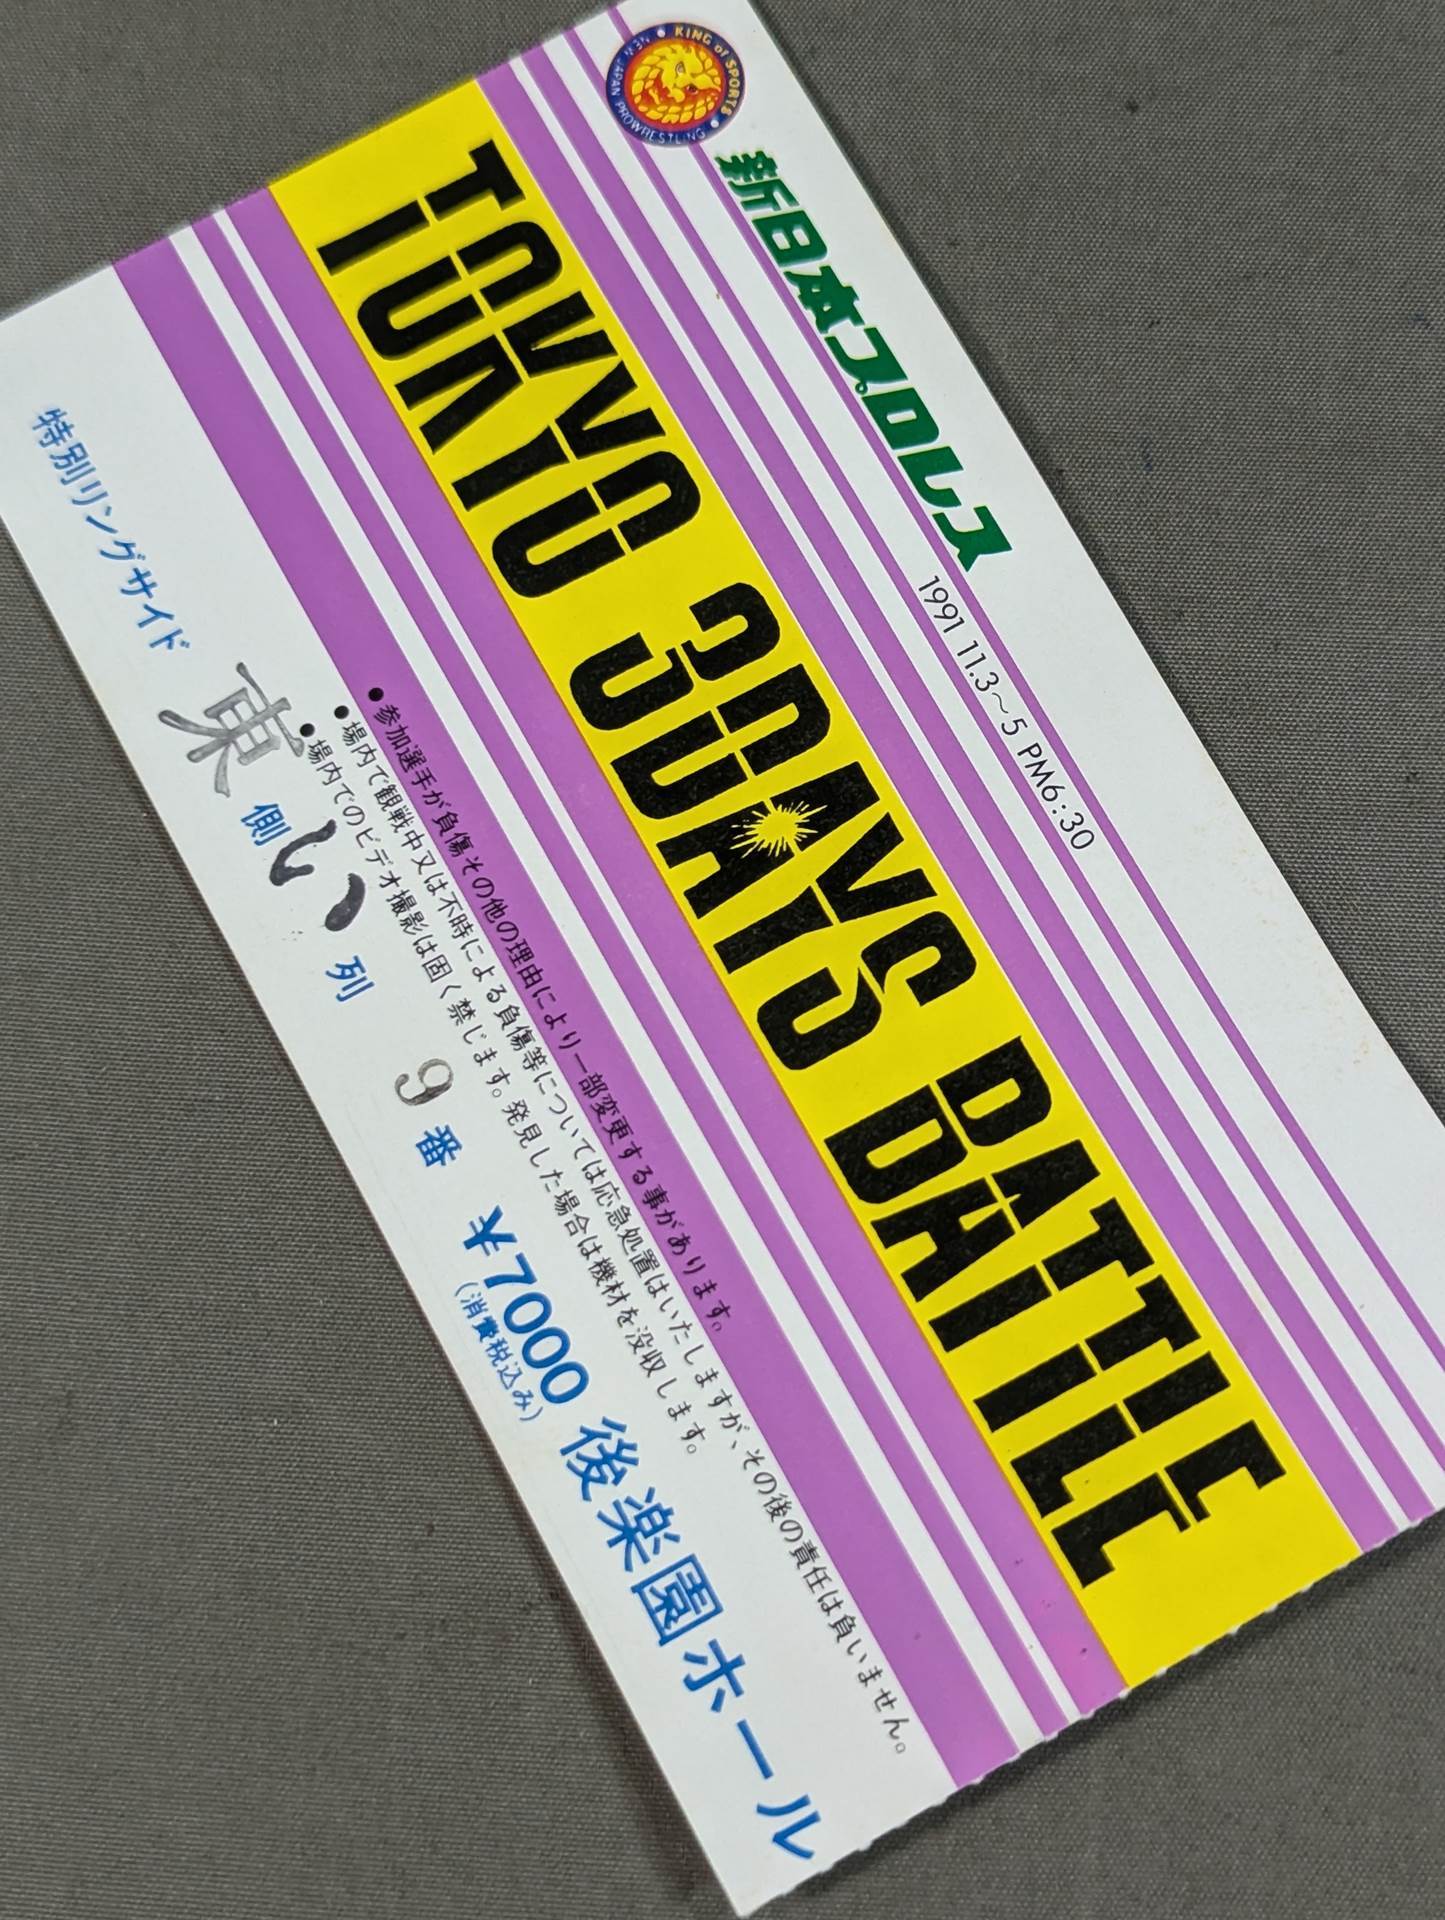 KING of SPORTS
NEW JAPAN PROWRESTLING
新日本プロレス
1991 11.3〜5 PM6:30
TOKYO 3DAYS BATTLE
●参加選手が負傷その他の理由により一部変更する事があります。
●場内で観戦中又は不時による負傷等については応急処置はいたしますが、その後の責任は負いません。
●場内でのビデオ撮影は固く禁じます。発見した場合は機材を没収します。
特別リングサイド 東側 い列 9番 ¥7000 後楽園ホール
(消費税込み)